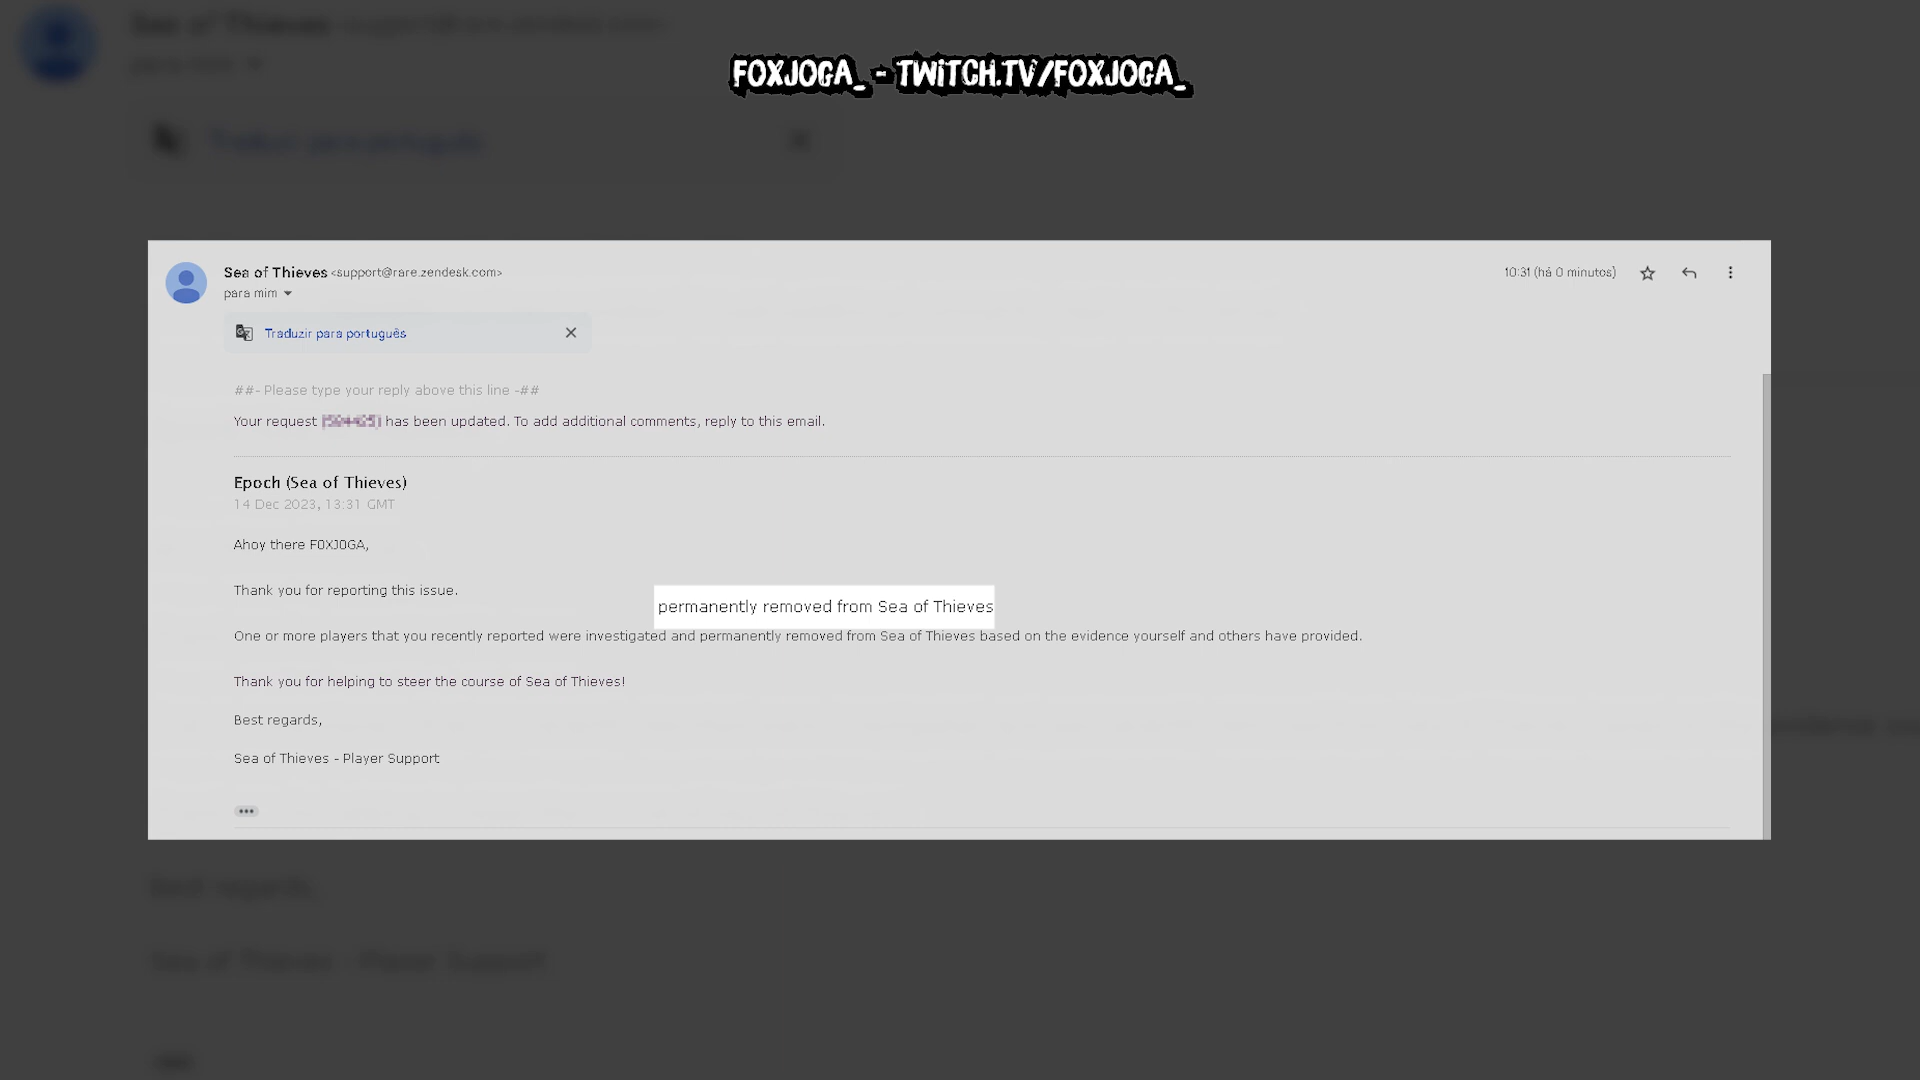 FOXJOGA_ - TWITCH.TV/FOXJOGA_
Sea of Thieves <support@rare.zendesk.com>
10:31 (há 0 minutos)
para mim
Traduzir para português
##- Please type your reply above this line -##
Your request has been updated. To add additional comments, reply to this email.
Epoch (Sea of Thieves)
14 Dec 2023, 13:31 GMT
Ahoy there F0XJ0GA,
Thank you for reporting this issue.
permanently removed from Sea of Thieves
One or more players that you recently reported were investigated and permanently removed from Sea of Thieves based on the evidence yourself and others have provided.
Thank you for helping to steer the course of Sea of Thieves!
Best regards,
Sea of Thieves - Player Support